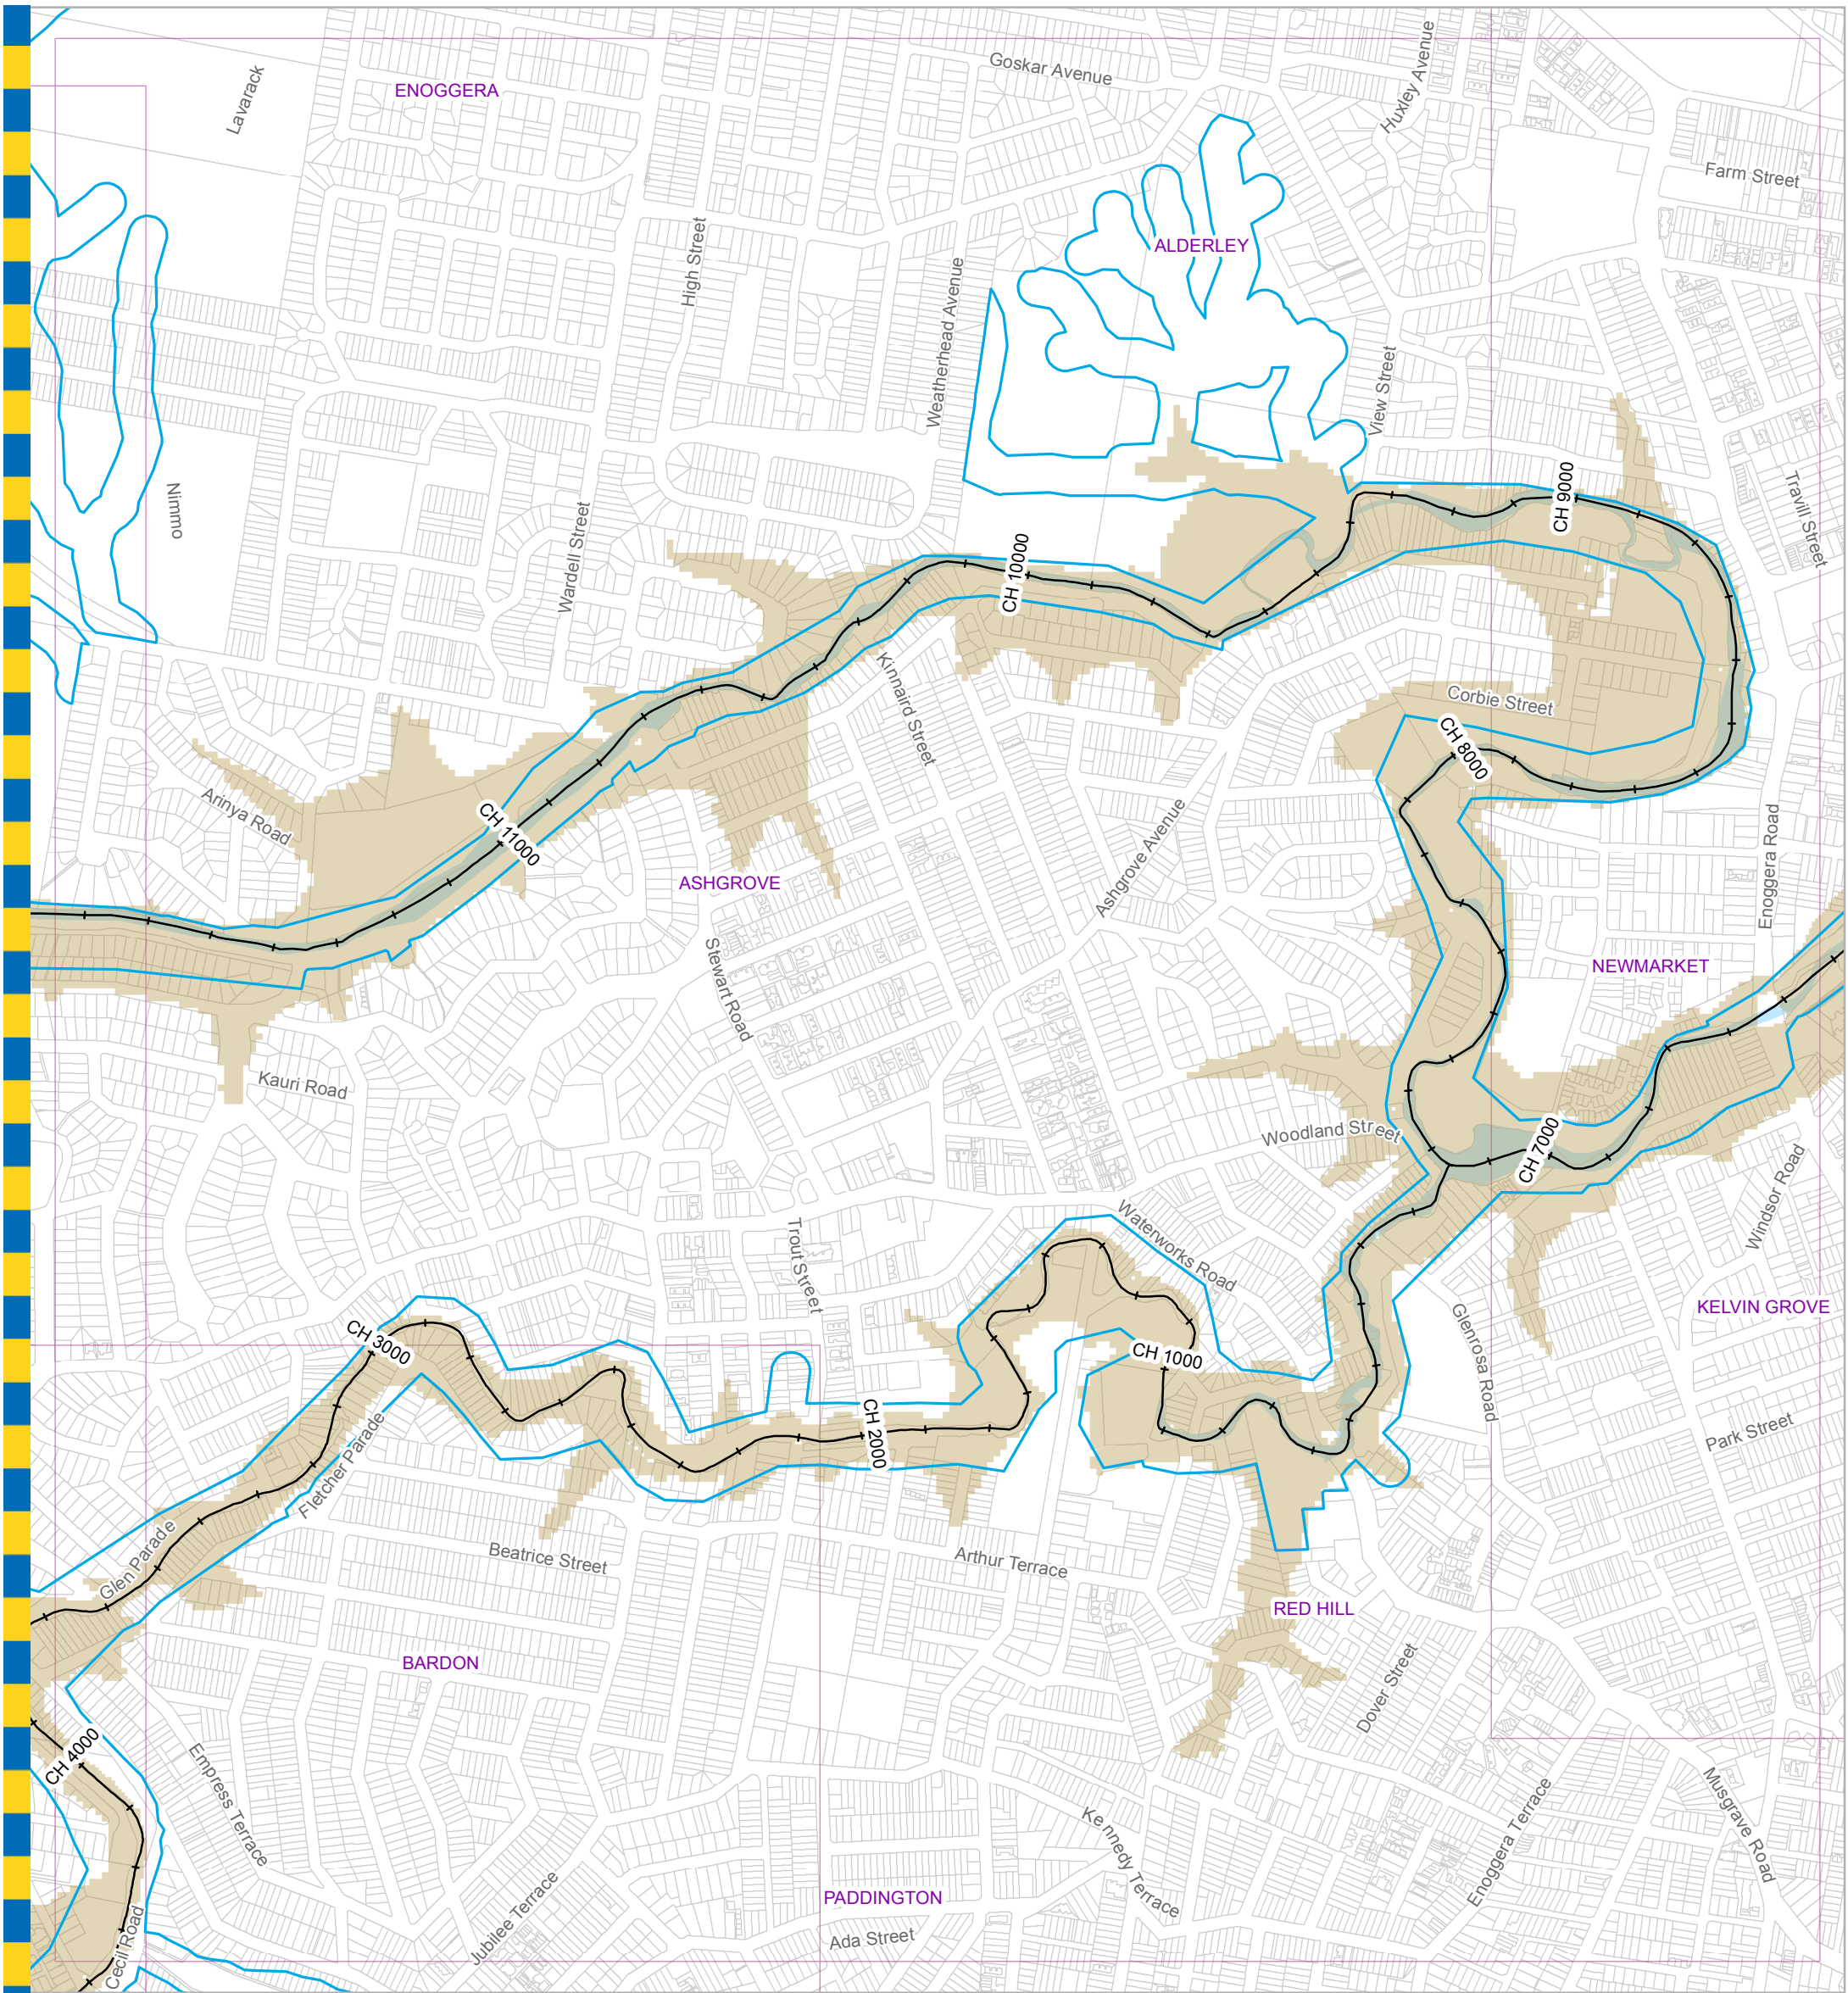 Goskar Avenue
Huxley Avenue
Lavarack
ENOGGERA
Farm Street
ALDERLEY
High Street
Weatherhead Avenue
View Street
Nimmo
Wardell Street
CH 9000
Travill Street
CH 10000
Kinnaird Street
Corbie Street
CH 8000
Arinya Road
CH 11000
ASHGROVE
Ashgrove Avenue
Enoggera Road
Stewart Road
NEWMARKET
Kauri Road
Woodland Street
CH 7000
Windsor Road
Trout Street
Waterworks Road
KELVIN GROVE
CH 3000
CH 1000
Glenrosa Road
CH 2000
Park Street
Fletcher Parade
Glen Parade
Beatrice Street
Arthur Terrace
RED HILL
BARDON
Dover Street
CH 4000
Empress Terrace
Kennedy Terrace
Enoggera Terrace
Musgrave Road
PADDINGTON
Jubilee Terrace
Ada Street
Cecil Road